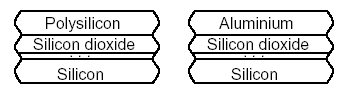 Polysilicon
Silicon dioxide
. . .
Silicon
Aluminium
Silicon dioxide
. . .
Silicon